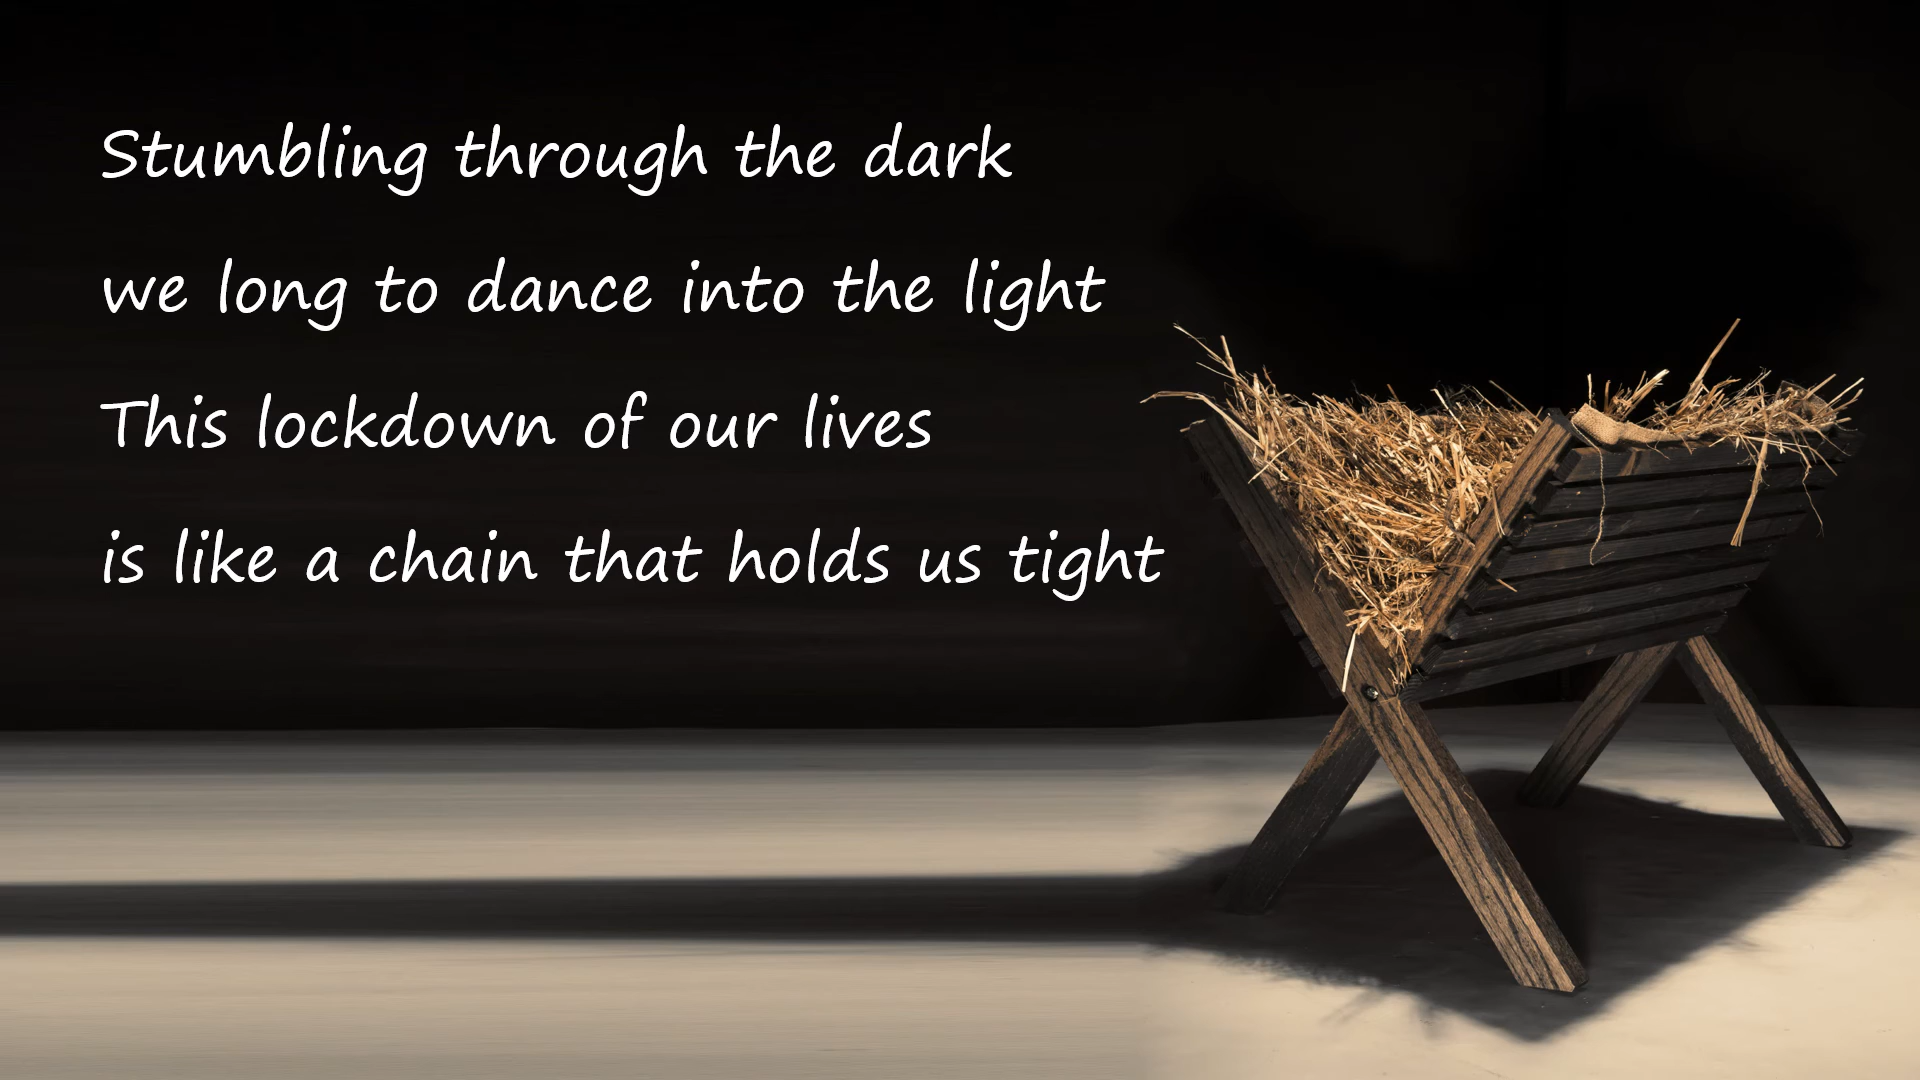 Stumbling through the dark
we long to dance into the light
This lockdown of our lives
is like a chain that holds us tight